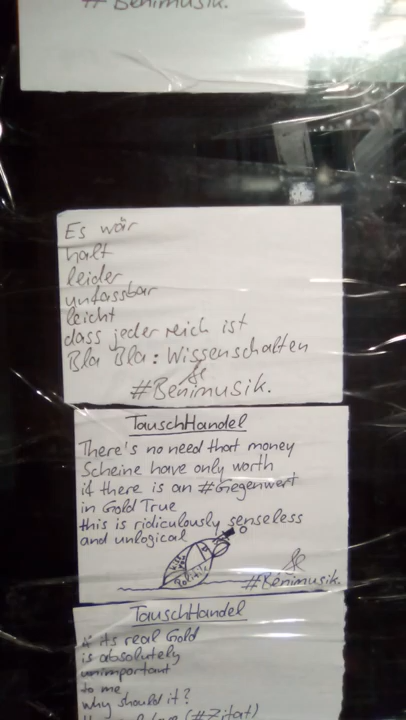 # Benimusik.
Es wär
halt
leider
unfassbar
leicht
dass jeder reich ist
Bla Bla: Wissenschaften
#Benimusik.
TauschHandel
There's no need that money
Scheine have only worth
if there is an #Gegenwert
in Gold True
this is ridiculously senseless
and unlogical
#Benimusik.
TauschHandel
if its real Gold
is absolutely
unimportant
to me
why should it?
(#Zitat)